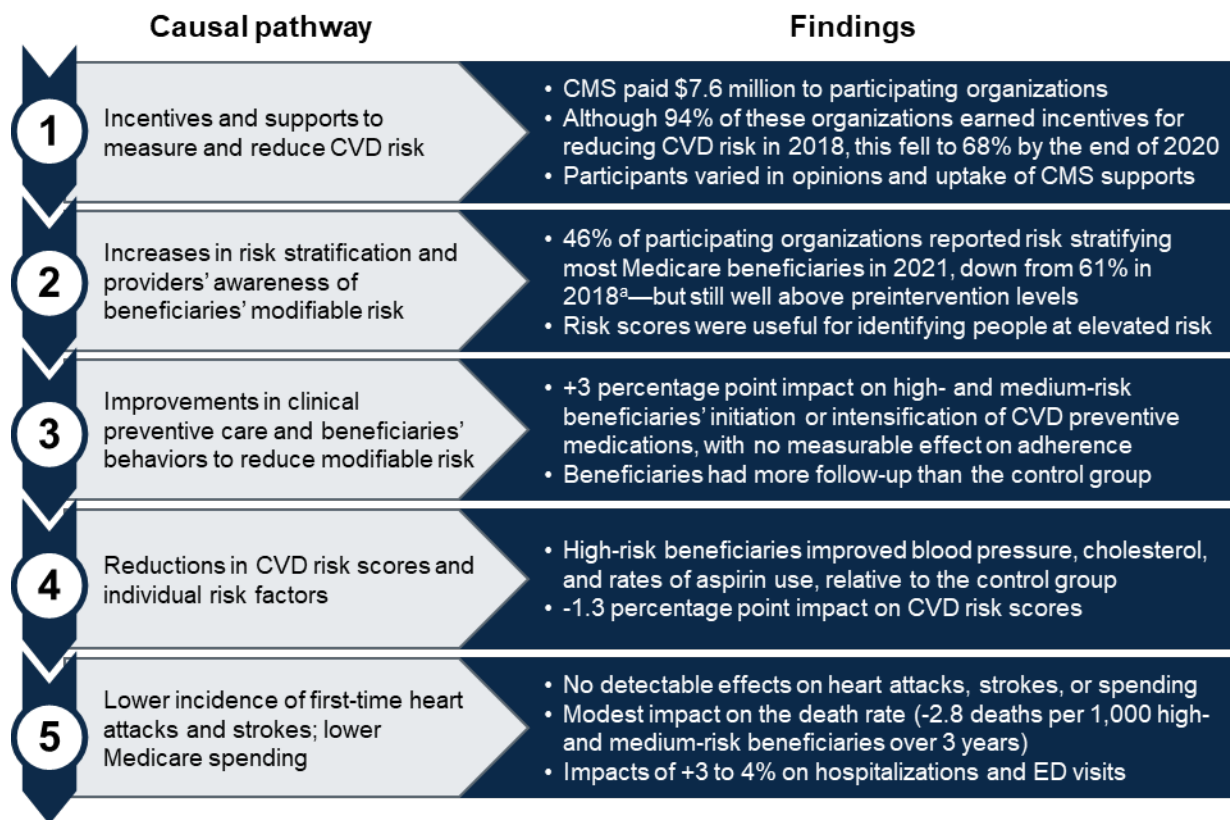 Causal pathway
Findings
1
Incentives and supports to
measure and reduce CVD risk
• CMS paid $7.6 million to participating organizations
• Although 94% of these organizations earned incentives for
reducing CVD risk in 2018, this fell to 68% by the end of 2020
• Participants varied in opinions and uptake of CMS supports
2
Increases in risk stratification and
providers’ awareness of
beneficiaries’ modifiable risk
• 46% of participating organizations reported risk stratifying
most Medicare beneficiaries in 2021, down from 61% in
2018ᵃ—but still well above preintervention levels
• Risk scores were useful for identifying people at elevated risk
3
Improvements in clinical
preventive care and beneficiaries’
behaviors to reduce modifiable risk
• +3 percentage point impact on high- and medium-risk
beneficiaries’ initiation or intensification of CVD preventive
medications, with no measurable effect on adherence
• Beneficiaries had more follow-up than the control group
4
Reductions in CVD risk scores and
individual risk factors
• High-risk beneficiaries improved blood pressure, cholesterol,
and rates of aspirin use, relative to the control group
• -1.3 percentage point impact on CVD risk scores
5
Lower incidence of first-time heart
attacks and strokes; lower
Medicare spending
• No detectable effects on heart attacks, strokes, or spending
• Modest impact on the death rate (-2.8 deaths per 1,000 high-
and medium-risk beneficiaries over 3 years)
• Impacts of +3 to 4% on hospitalizations and ED visits